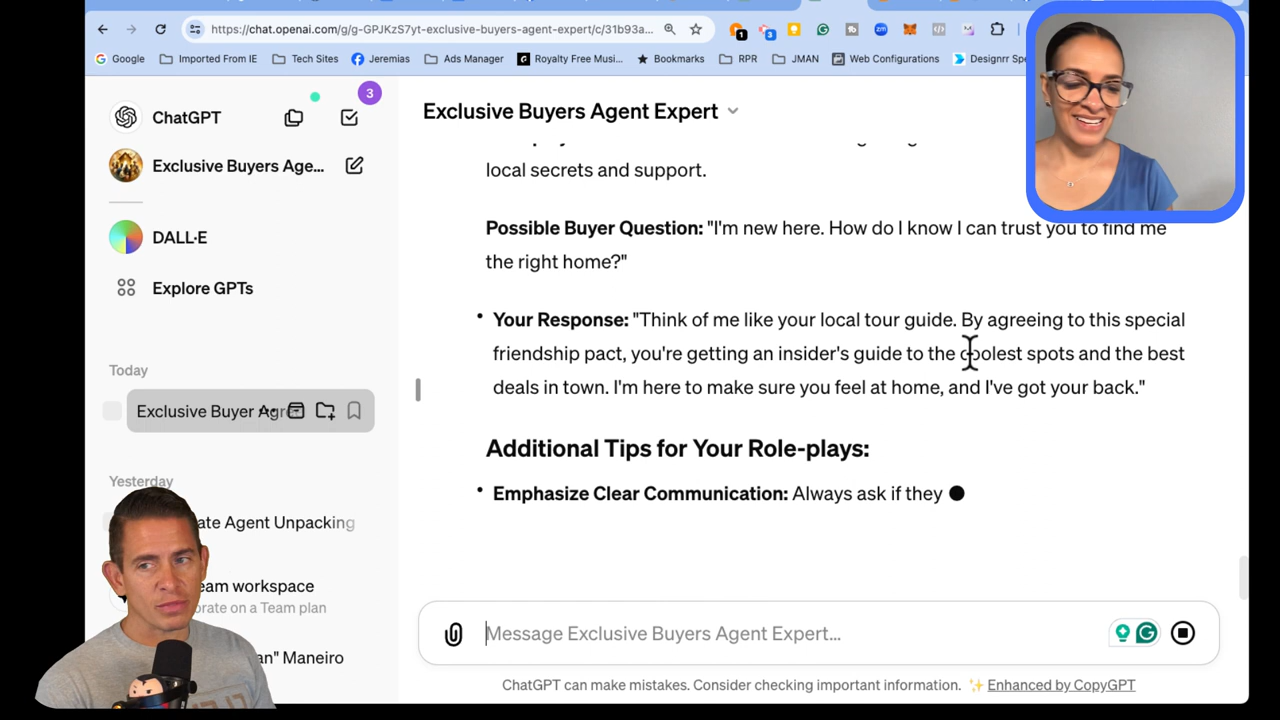 https://chat.openai.com/g/g-GPJKzS7yt-exclusive-buyers-agent-expert/c/31b93a...
1
3
Google
Imported From IE
Tech Sites
Jeremias
Ads Manager
Royalty Free Musi...
Bookmarks
RPR
JMAN
Web Configurations
Designrr Spe
ChatGPT
3
Exclusive Buyers Age...
DALL·E
Explore GPTs
Today
Exclusive Buyer Agre
Yesterday
ate Agent Unpacking
eam workspace
orate on a Team plan
an" Maneiro
Exclusive Buyers Agent Expert
local secrets and support.
Possible Buyer Question: "I'm new here. How do I know I can trust you to find me
the right home?"
• Your Response: "Think of me like your local tour guide. By agreeing to this special
friendship pact, you're getting an insider's guide to the coolest spots and the best
deals in town. I'm here to make sure you feel at home, and I've got your back."
Additional Tips for Your Role-plays:
• Emphasize Clear Communication: Always ask if they
Message Exclusive Buyers Agent Expert...
ChatGPT can make mistakes. Consider checking important information. ✨ Enhanced by CopyGPT